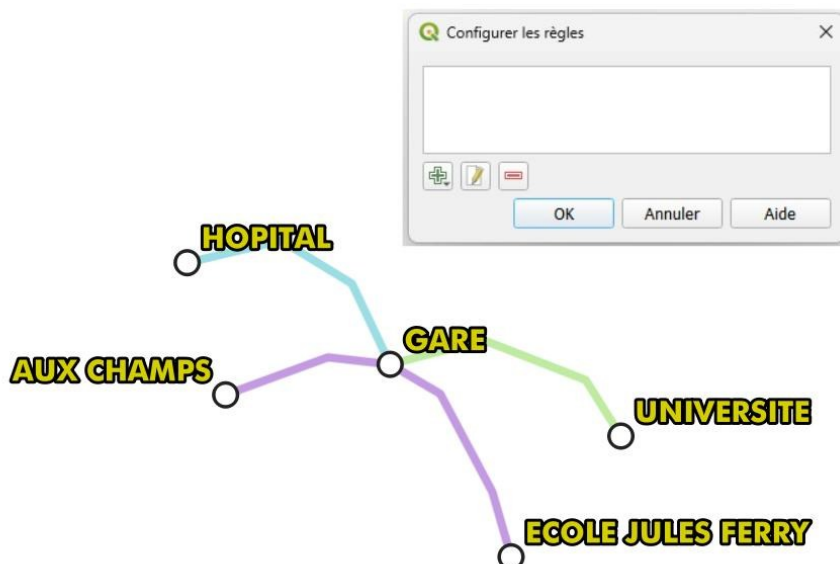 Configurer les règles
OK Annuler Aide
HOPITAL
GARE
AUX CHAMPS
UNIVERSITE
ECOLE JULES FERRY